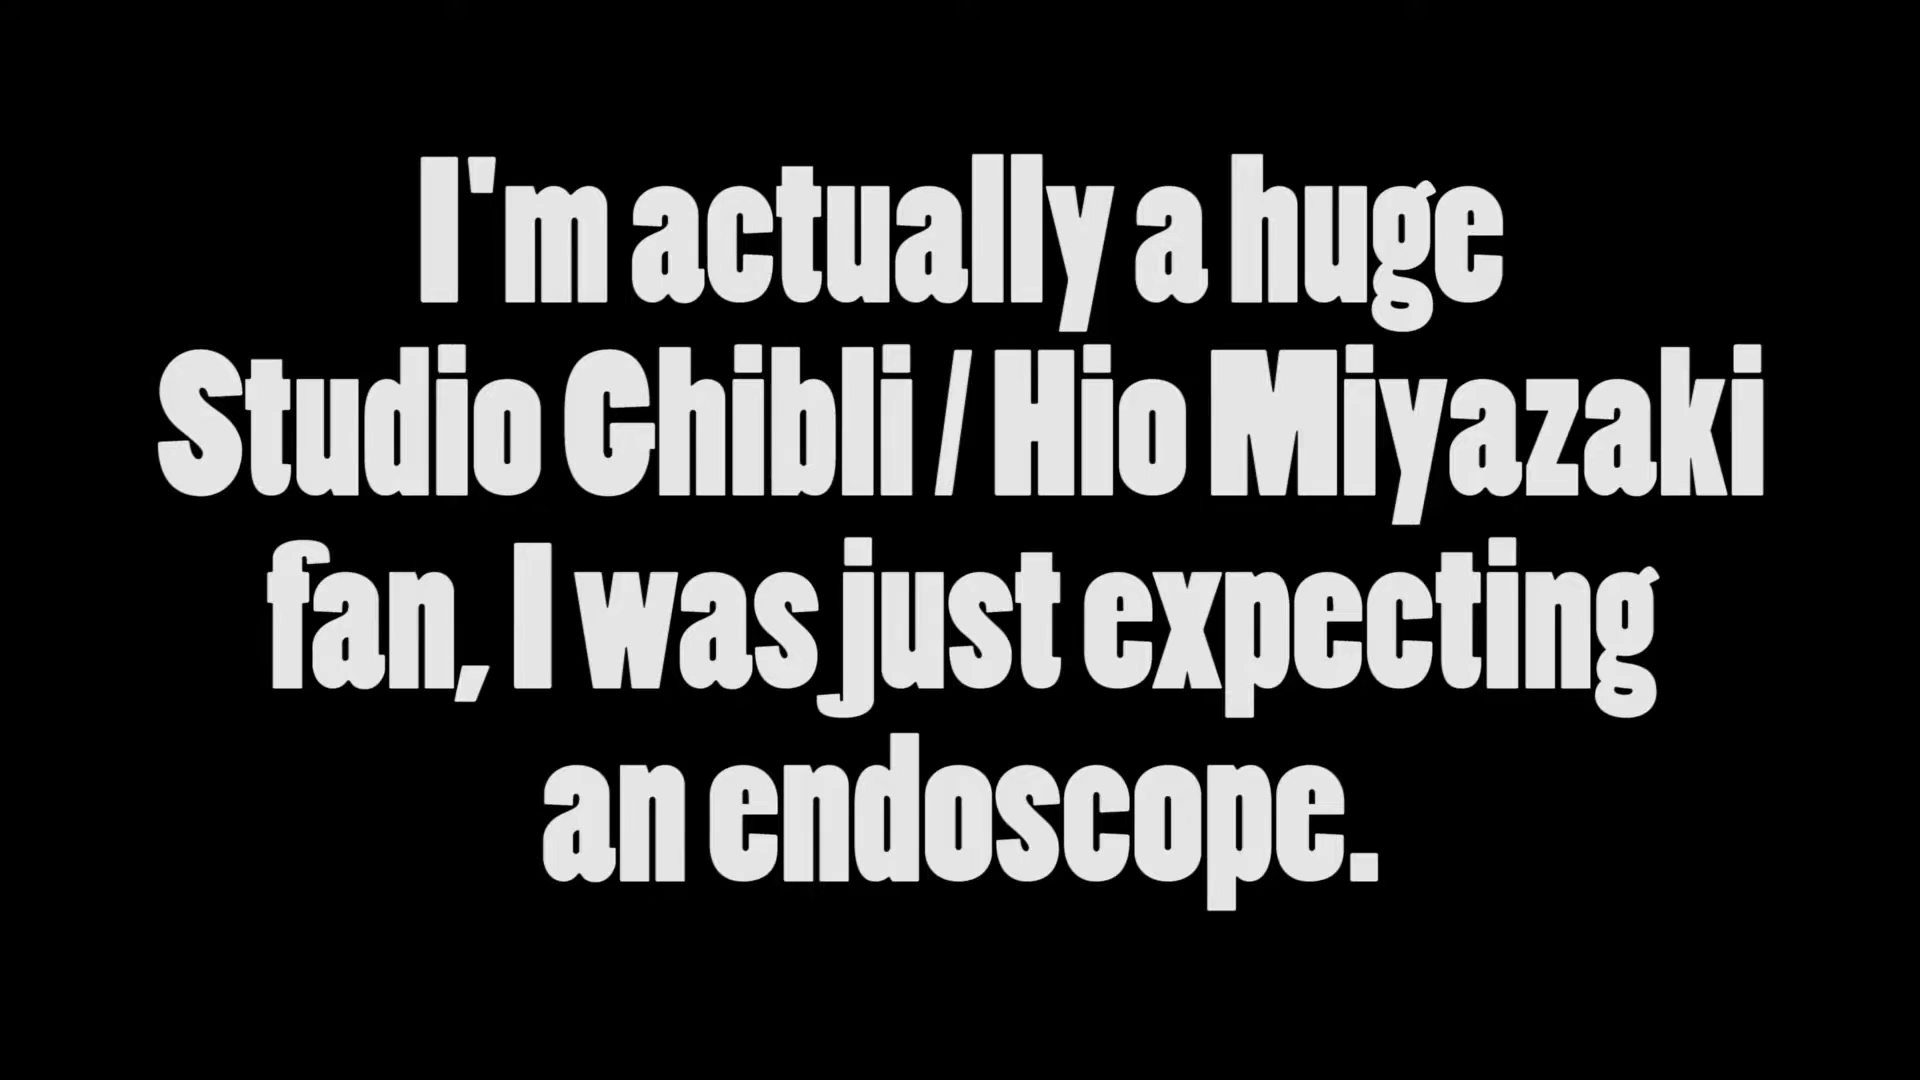 I'm actually a huge
Studio Ghibli / Hio Miyazaki
fan, I was just expecting
an endoscope.